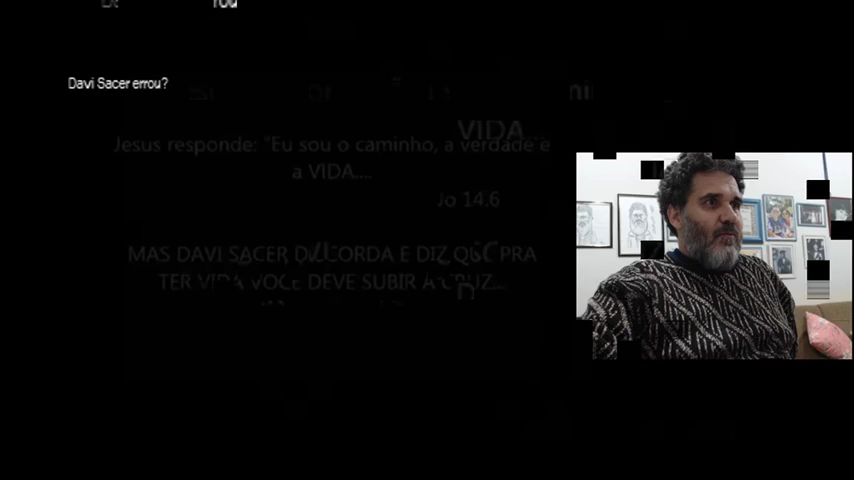 Davi Sacer errou?
VIDA...
Jesus responde: "Eu sou o caminho, a verdade e
a VIDA....
Jo 14.6
MAS DAVI SACER E DIZ QUE PRA
TER VIDA VOCE DEVE SUBIR A CRUZ...